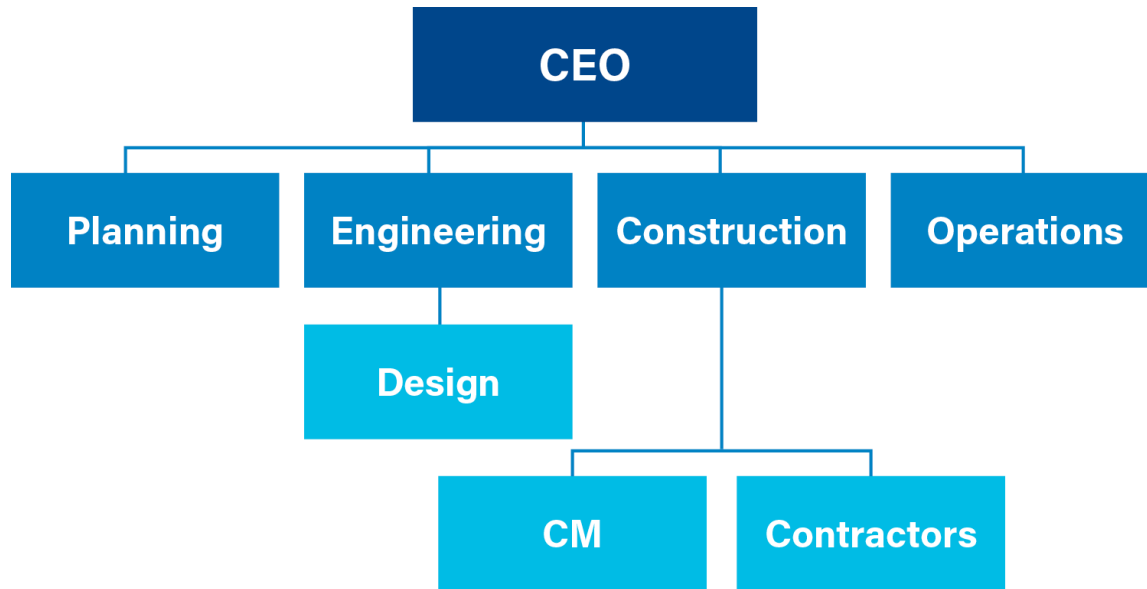 CEO
Planning
Engineering
Construction
Operations
Design
CM
Contractors